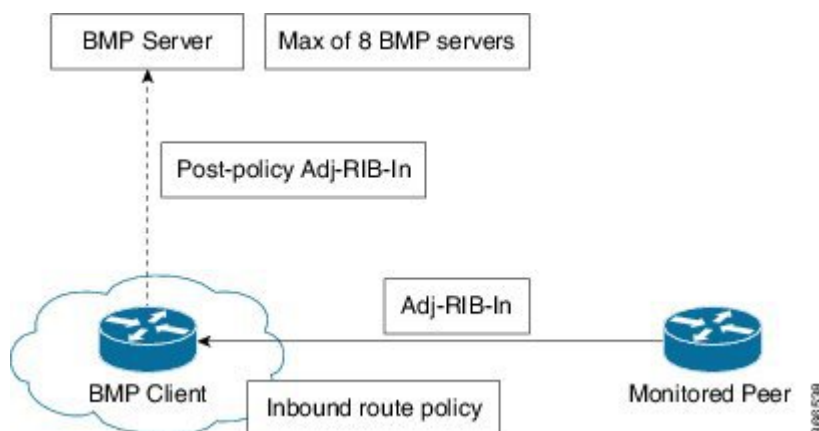 BMP Server
Max of 8 BMP servers
Post-policy Adj-RIB-In
Adj-RIB-In
BMP Client
Monitored Peer
Inbound route policy